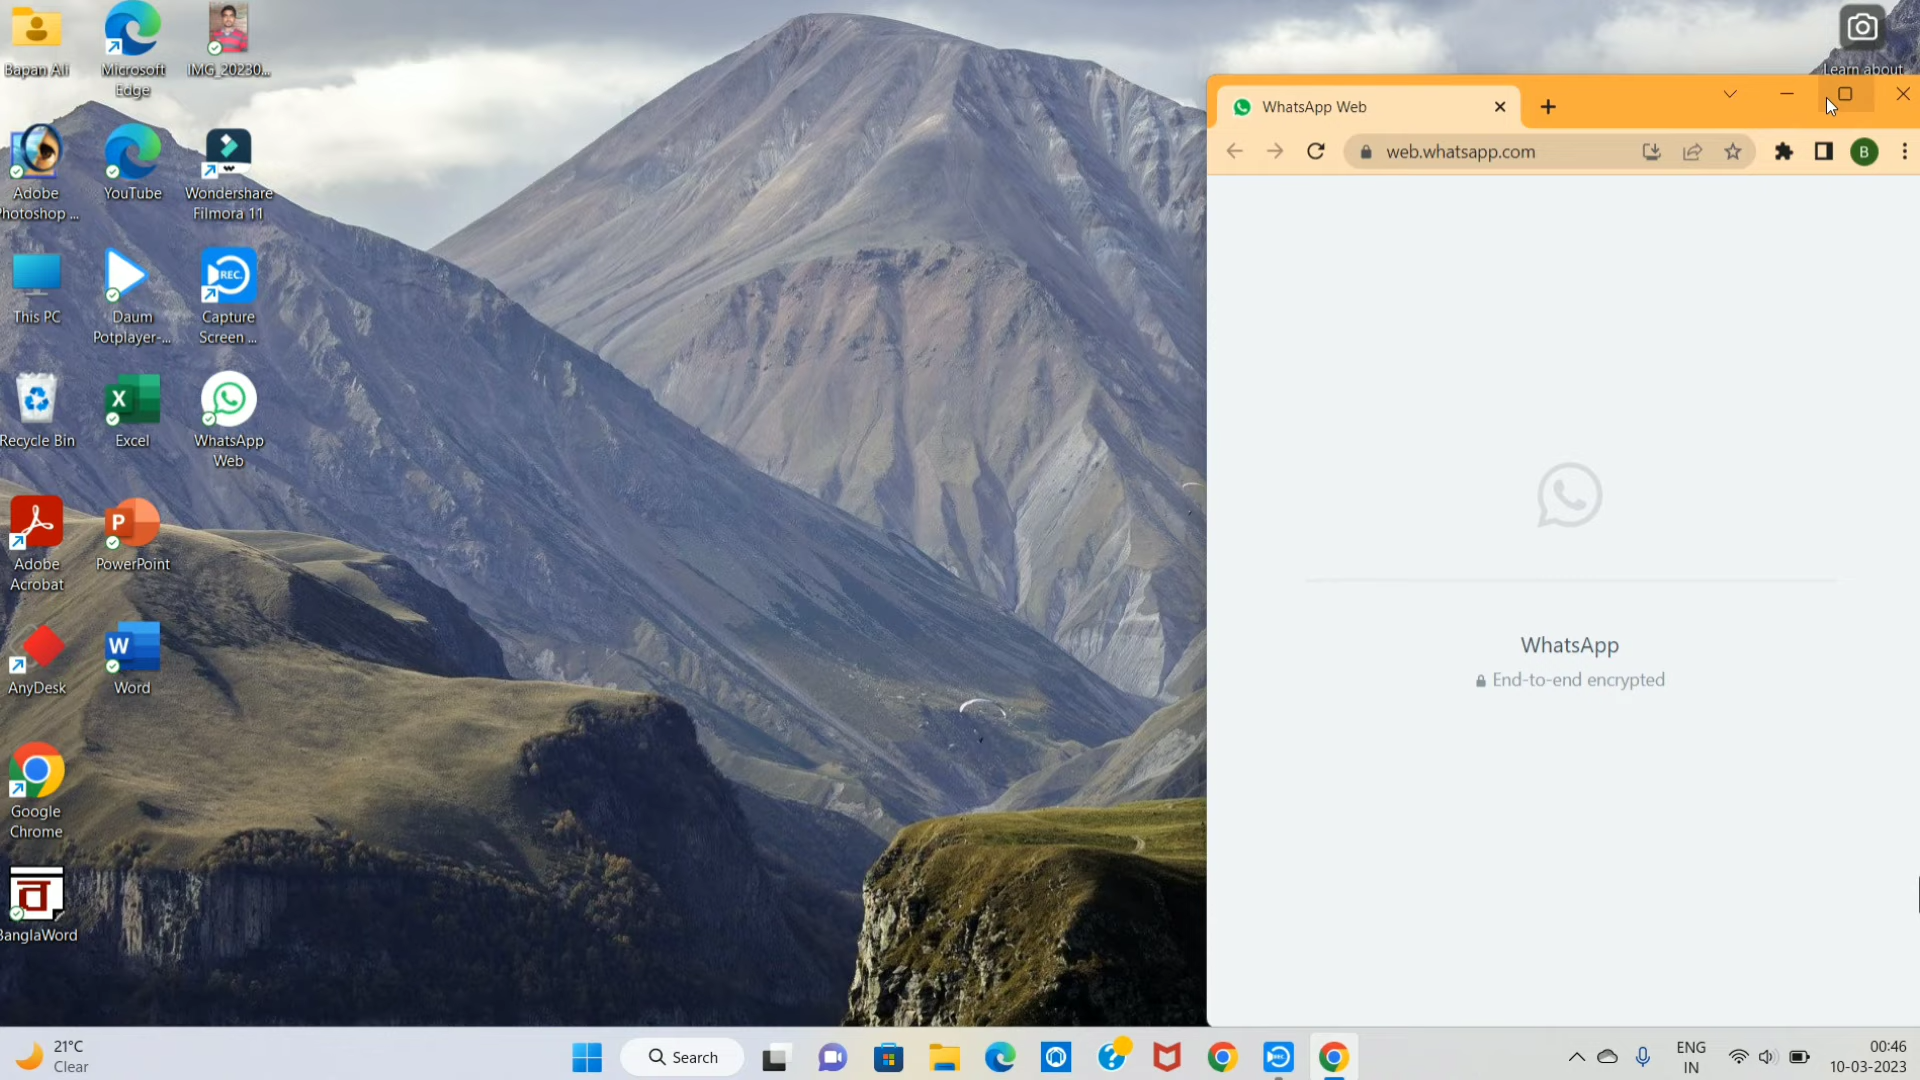 Bapan Ali
Microsoft
Edge
IMG_20230...
Adobe
Photoshop ...
YouTube
Wondershare
Filmora 11
This PC
Daum
Potplayer-...
REC.
Capture
Screen ...
Recycle Bin
Excel
WhatsApp
Web
Adobe
Acrobat
PowerPoint
AnyDesk
Word
Google
Chrome
BanglaWord
Learn about
WhatsApp Web
web.whatsapp.com
B
WhatsApp
End-to-end encrypted
21°C
Clear
Search
ENG
IN
00:46
10-03-2023